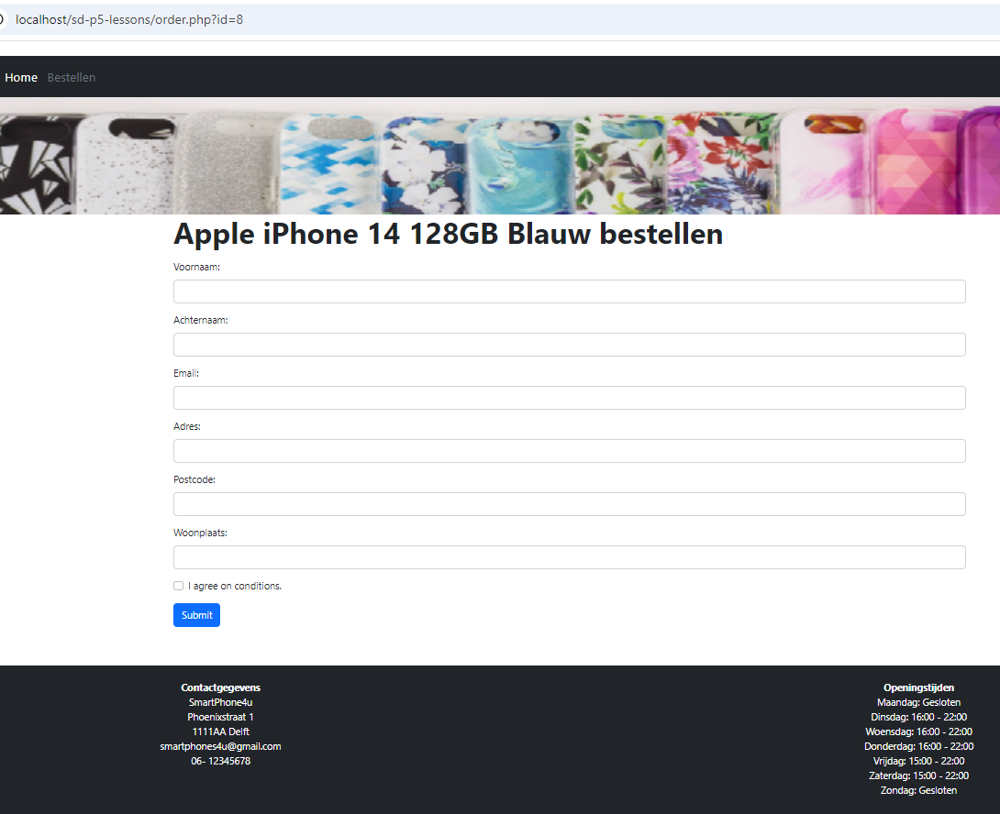 localhost/sd-p5-lessons/order.php?id=8
Home Bestellen
Apple iPhone 14 128GB Blauw bestellen
Voornaam:
Achternaam:
Email:
Adres:
Postcode:
Woonplaats:
I agree on conditions.
Submit
Contactgegevens
SmartPhone4u
Phoenixstraat 1
1111AA Delft
smartphones4u@gmail.com
06- 12345678
Openingstijden
Maandag: Gesloten
Dinsdag: 16:00 - 22:00
Woensdag: 16:00 - 22:00
Donderdag: 16:00 - 22:00
Vrijdag: 15:00 - 22:00
Zaterdag: 15:00 - 22:00
Zondag: Gesloten